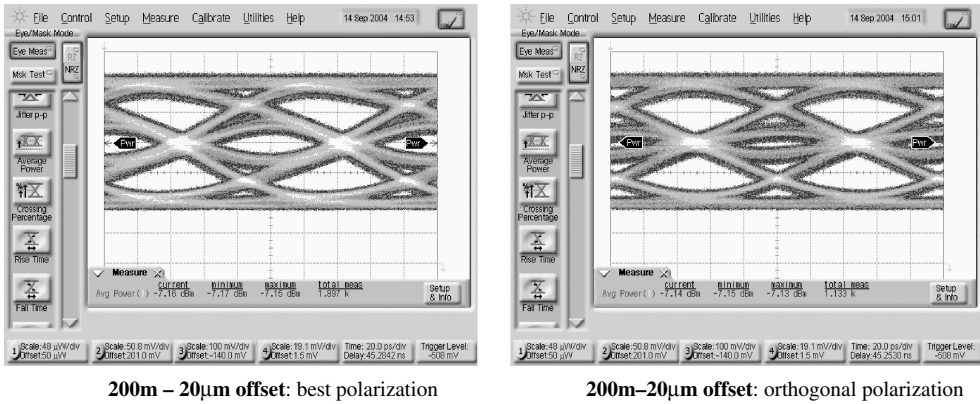 File Control Setup Measure Calibrate Utilities Help 14 Sep 2004 14:53
Eye/Mask Mode
Eye Meas
RZ
NRZ
Msk Test
Jitter p-p
Average
Power
Crossing
Percentage
Rise Time
Fall Time
Pwr
Pwr
Measure
current minimum maximum total meas
Avg Power( ) -7.16 dBm -7.17 dBm -7.15 dBm 1.897 k
Setup
& Info
1 Scale:48 µW/div
Offset:50 µW
2 Scale:50.8 mV/div
Offset:201.0 mV
3 Scale:100 mV/div
Offset:-140.0 mV
4 Scale:19.1 mV/div
Offset:1.5 mV
Time: 20.0 ps/div
Delay:45.2842 ns
Trigger Level:
-508 mV
200m – 20µm offset: best polarization
File Control Setup Measure Calibrate Utilities Help 14 Sep 2004 15:01
Eye/Mask Mode
Eye Meas
RZ
NRZ
Msk Test
Jitter p-p
Average
Power
Crossing
Percentage
Rise Time
Fall Time
Pwr
Pwr
Measure
current minimum maximum total meas
Avg Power( ) -7.14 dBm -7.15 dBm -7.13 dBm 1.133 k
Setup
& Info
1 Scale:48 µW/div
Offset:50 µW
2 Scale:50.8 mV/div
Offset:201.0 mV
3 Scale:100 mV/div
Offset:-140.0 mV
4 Scale:19.1 mV/div
Offset:1.5 mV
Time: 20.0 ps/div
Delay:45.2530 ns
Trigger Level:
-508 mV
200m–20µm offset: orthogonal polarization